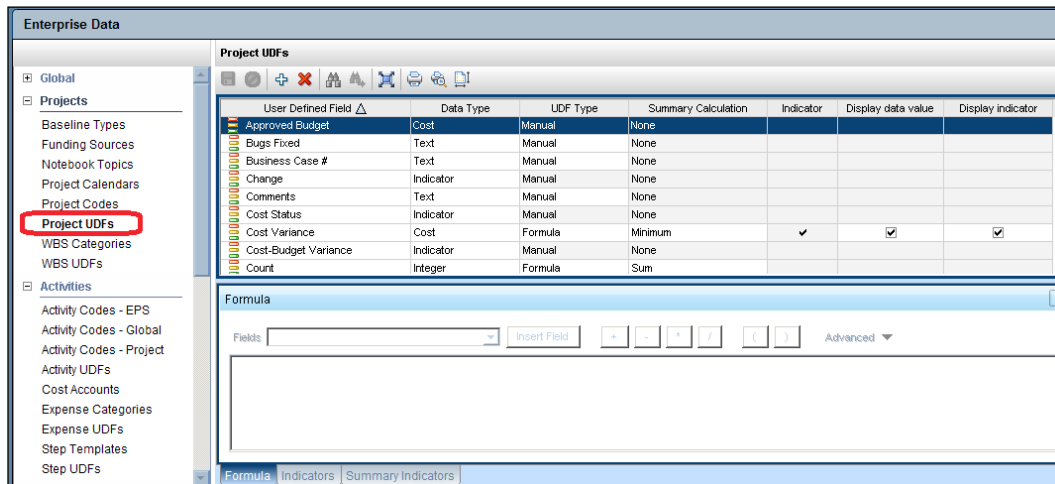 Enterprise Data
Project UDFs
Global
Projects
Baseline Types
Funding Sources
Notebook Topics
Project Calendars
Project Codes
Project UDFs
WBS Categories
WBS UDFs
Activities
Activity Codes - EPS
Activity Codes - Global
Activity Codes - Project
Activity UDFs
Cost Accounts
Expense Categories
Expense UDFs
Step Templates
Step UDFs
User Defined Field Data Type UDF Type Summary Calculation Indicator Display data value Display indicator
Approved Budget Cost Manual None
Bugs Fixed Text Manual None
Business Case # Text Manual None
Change Indicator Manual None
Comments Text Manual None
Cost Status Indicator Manual None
Cost Variance Cost Formula Minimum
Cost-Budget Variance Indicator Manual None
Count Integer Formula Sum
Formula
Fields Insert Field + - * / ( ) Advanced
Formula Indicators Summary Indicators